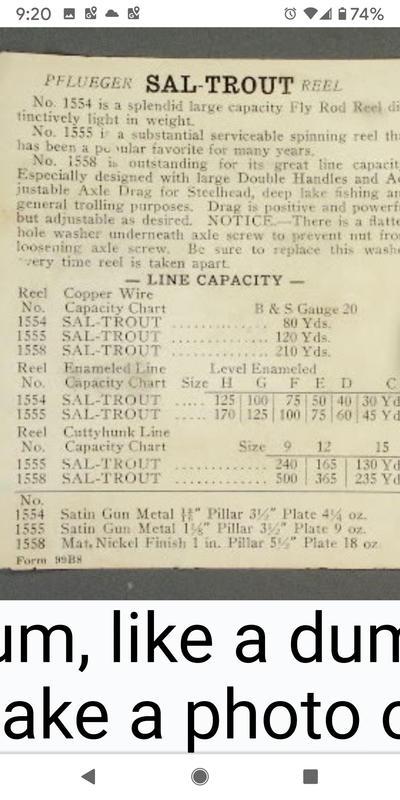 9:20 74%
PFLUEGER SAL-TROUT REEL
No. 1554 is a splendid large capacity Fly Rod Reel di
tinctively light in weight.
No. 1555 is a substantial serviceable spinning reel th
has been a popular favorite for many years.
No. 1558 is outstanding for its great line capacit
Especially designed with large Double Handles and A
justable Axle Drag for Steelhead, deep lake fishing an
general trolling purposes. Drag is positive and powerf
but adjustable as desired. NOTICE.—There is a flatte
hole washer underneath axle screw to prevent nut fro
loosening axle screw. Be sure to replace this wash
every time reel is taken apart.
— LINE CAPACITY —
Reel Copper Wire
No. Capacity Chart B & S Gauge 20
1554 SAL-TROUT ............. 80 Yds.
1555 SAL-TROUT ............. 120 Yds.
1558 SAL-TROUT ............. 210 Yds.
Reel Enameled Line Level Enameled
No. Capacity Chart Size H G F E D C
1554 SAL-TROUT ..... 125 | 100 | 75 | 50 | 40 | 30 Yd
1555 SAL-TROUT ..... 170 | 125 | 100 | 75 | 60 | 45 Yd
Reel Cuttyhunk Line
No. Capacity Chart Size 9 12 15
1555 SAL-TROUT ............. 240 | 165 | 130 Yd
1558 SAL-TROUT ............. 500 | 365 | 235 Yd
No.
1554 Satin Gun Metal Pillar 3½" Plate 4¼ oz.
1555 Satin Gun Metal Pillar 3½" Plate 9 oz.
1558 Mat. Nickel Finish 1 in. Pillar 5½" Plate 18 oz.
Form 99B8
um, like a dum
ake a photo o